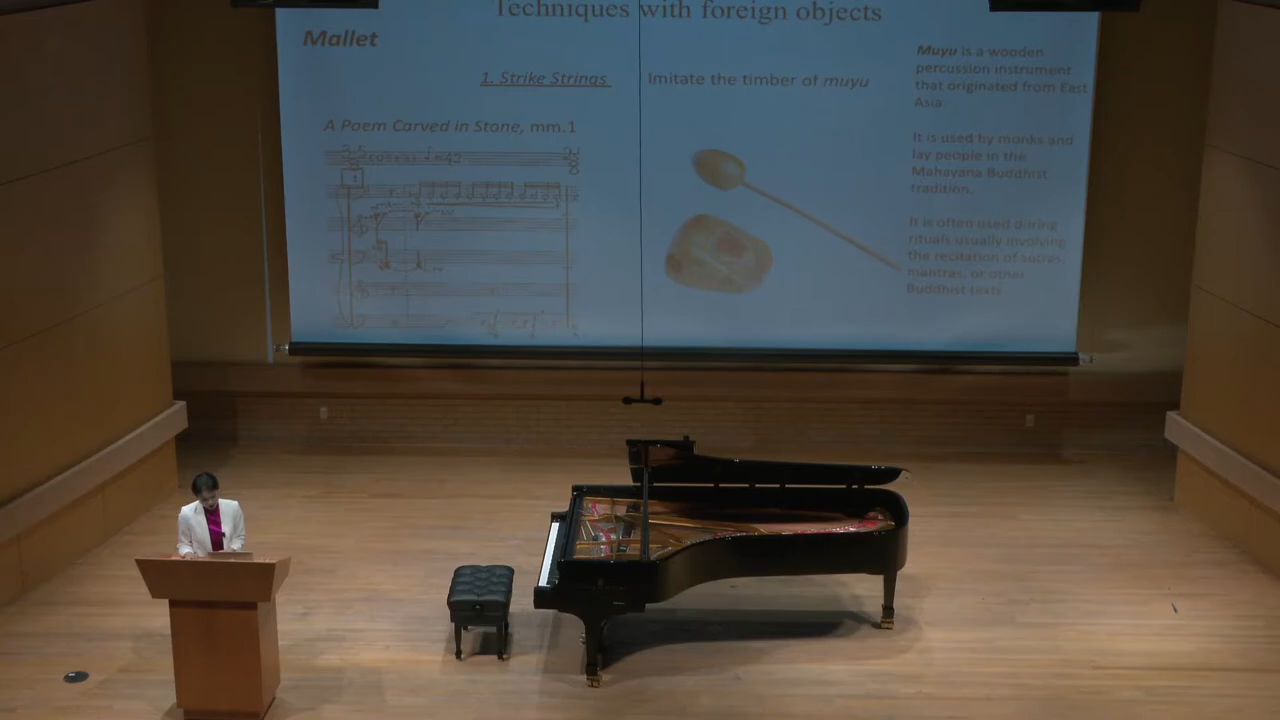 Techniques with foreign objects
Mallet
1. Strike Strings
Imitate the timber of muyu
A Poem Carved in Stone, mm.1
Muyu is a wooden
percussion instrument
that originated from East
Asia.
It is used by monks and
lay people in the
Mahayana Buddhist
tradition.
It is often used during
rituals usually involving
the recitation of sutras,
mantras, or other
Buddhist texts